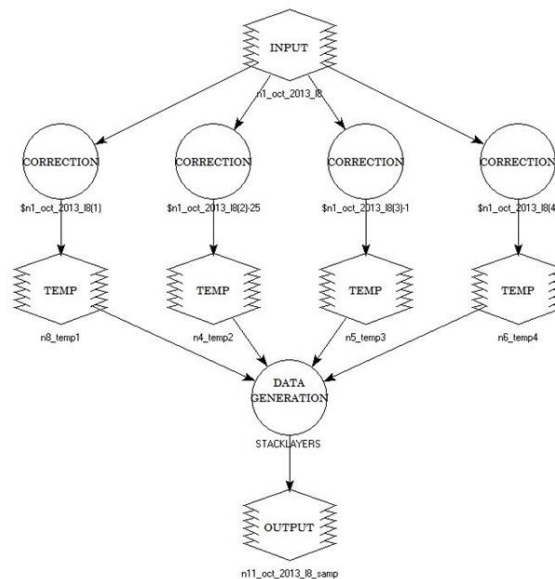 INPUT
n1_oct_2013_l8
CORRECTION CORRECTION CORRECTION CORRECTION
$n1_oct_2013_l8(1) $n1_oct_2013_l8(2)-25 $n1_oct_2013_l8(3)-1 $n1_oct_2013_l8(4
TEMP TEMP TEMP TEMP
n8_temp1 n4_temp2 n5_temp3 n6_temp4
DATA
GENERATION
STACKLAYERS
OUTPUT
n11_oct_2013_l8_samp